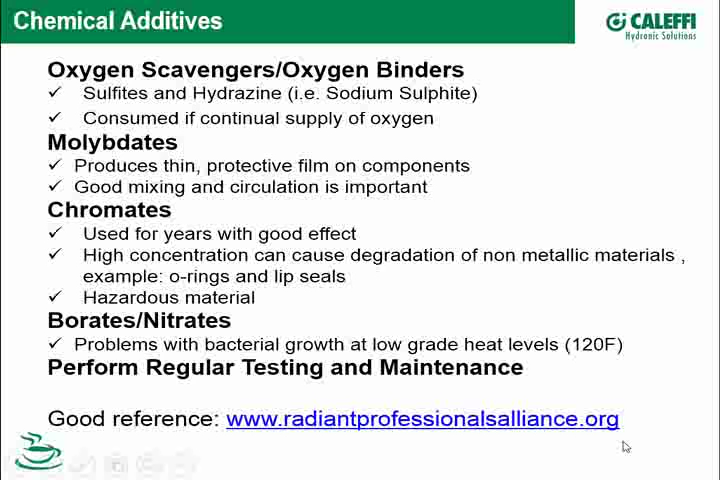 Chemical Additives
CALEFFI
Hydronic Solutions
Oxygen Scavengers/Oxygen Binders
✓ Sulfites and Hydrazine (i.e. Sodium Sulphite)
✓ Consumed if continual supply of oxygen
Molybdates
✓ Produces thin, protective film on components
✓ Good mixing and circulation is important
Chromates
✓ Used for years with good effect
✓ High concentration can cause degradation of non metallic materials ,
example: o-rings and lip seals
✓ Hazardous material
Borates/Nitrates
✓ Problems with bacterial growth at low grade heat levels (120F)
Perform Regular Testing and Maintenance
Good reference: www.radiantprofessionalsalliance.org